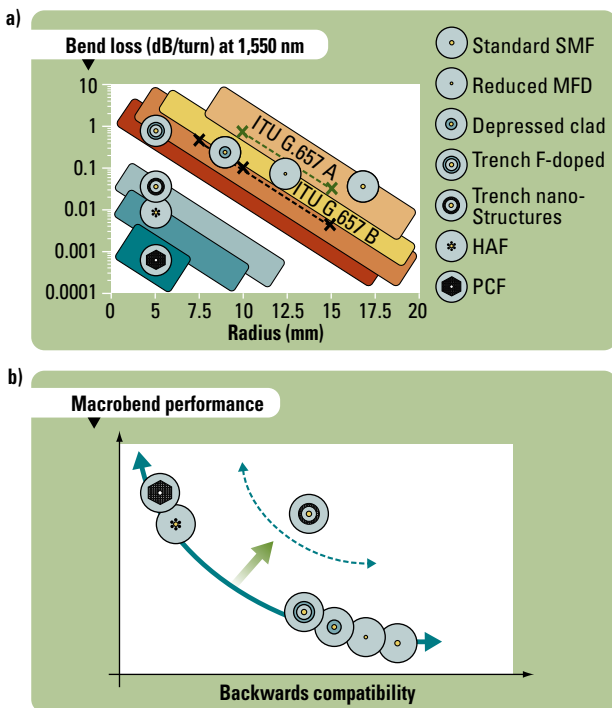 a)
Bend loss (dB/turn) at 1,550 nm
10
1
0.1
0.01
0.001
0.0001
0
5
7.5
10
12.5
15
17.5
20
Radius (mm)
ITU G.657 A
ITU G.657 B
Standard SMF
Reduced MFD
Depressed clad
Trench F-doped
Trench nano-
Structures
HAF
PCF
b)
Macrobend performance
Backwards compatibility